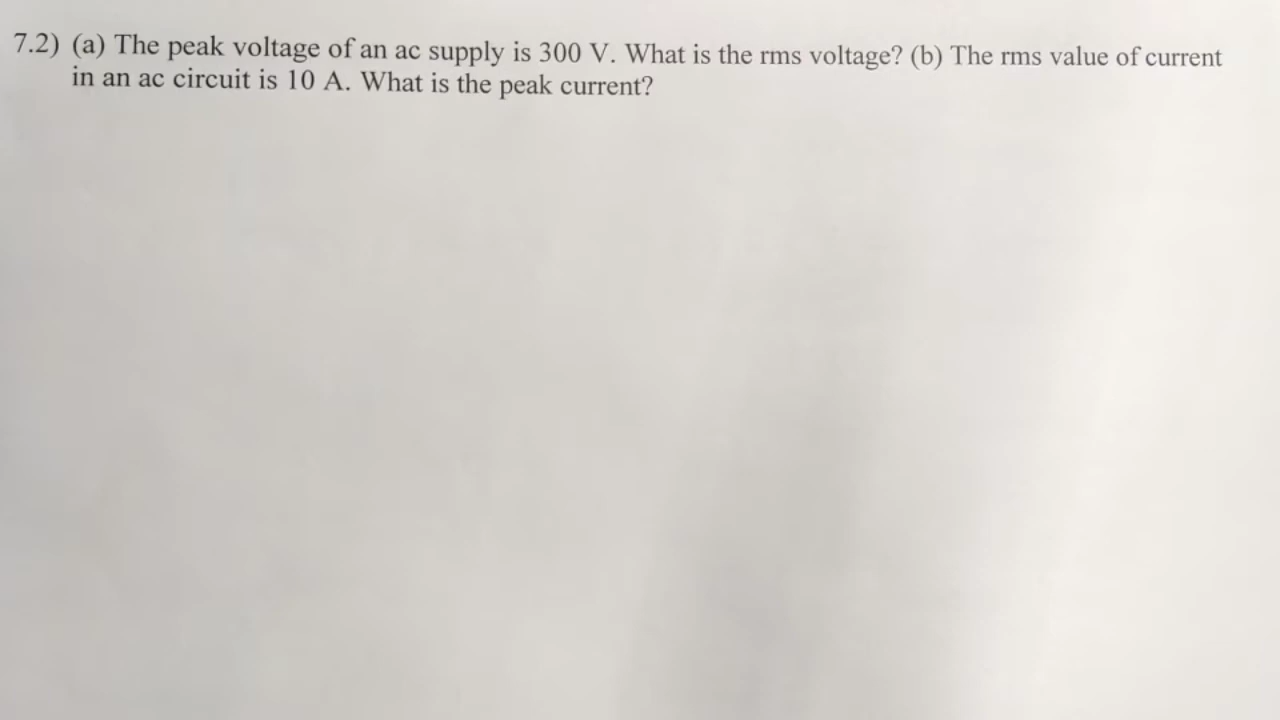 7.2) (a) The peak voltage of an ac supply is 300 V. What is the rms voltage? (b) The rms value of current
in an ac circuit is 10 A. What is the peak current?